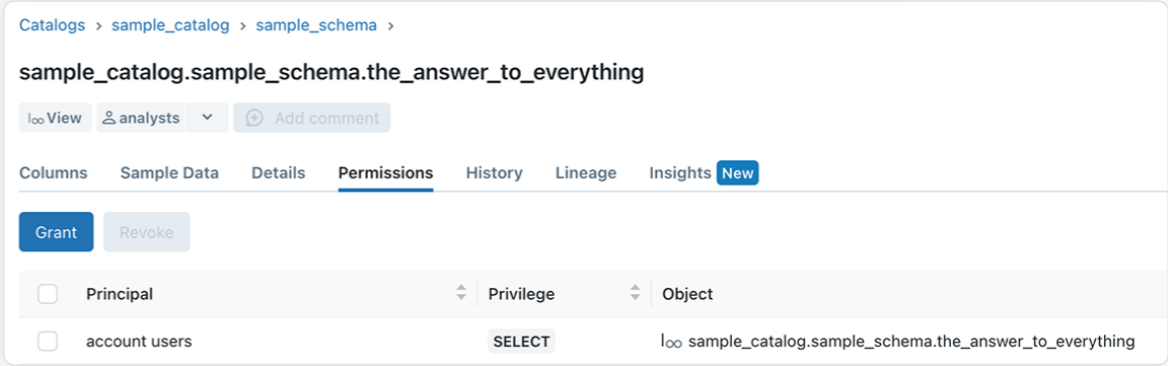 Catalogs › sample_catalog › sample_schema ›
sample_catalog.sample_schema.the_answer_to_everything
View analysts Add comment
Columns Sample Data Details Permissions History Lineage Insights New
Grant Revoke
Principal Privilege Object
account users SELECT sample_catalog.sample_schema.the_answer_to_everything